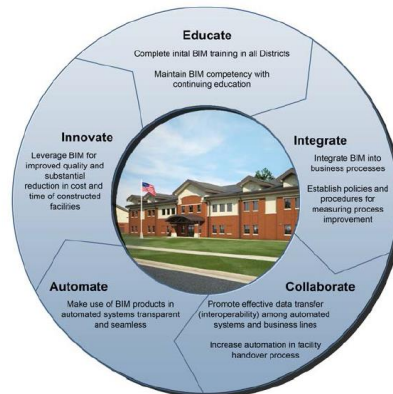 Educate
Complete inital BIM training in all Districts
Maintain BIM competency with
continuing education
Integrate
Integrate BIM into
business processes
Establish policies and
procedures for
measuring process
improvement
Collaborate
Promote effective data transfer
(interoperability) among automated
systems and business lines
Increase automation in facility
handover process
Automate
Make use of BIM products in
automated systems transparent
and seamless
Innovate
Leverage BIM for
improved quality and
substantial
reduction in cost and
time of constructed
facilities